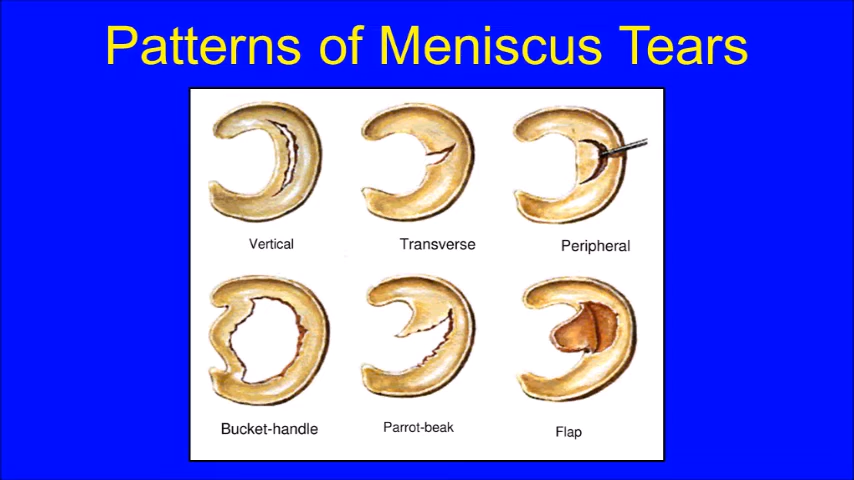 Patterns of Meniscus Tears
Vertical
Transverse
Peripheral
Bucket-handle
Parrot-beak
Flap